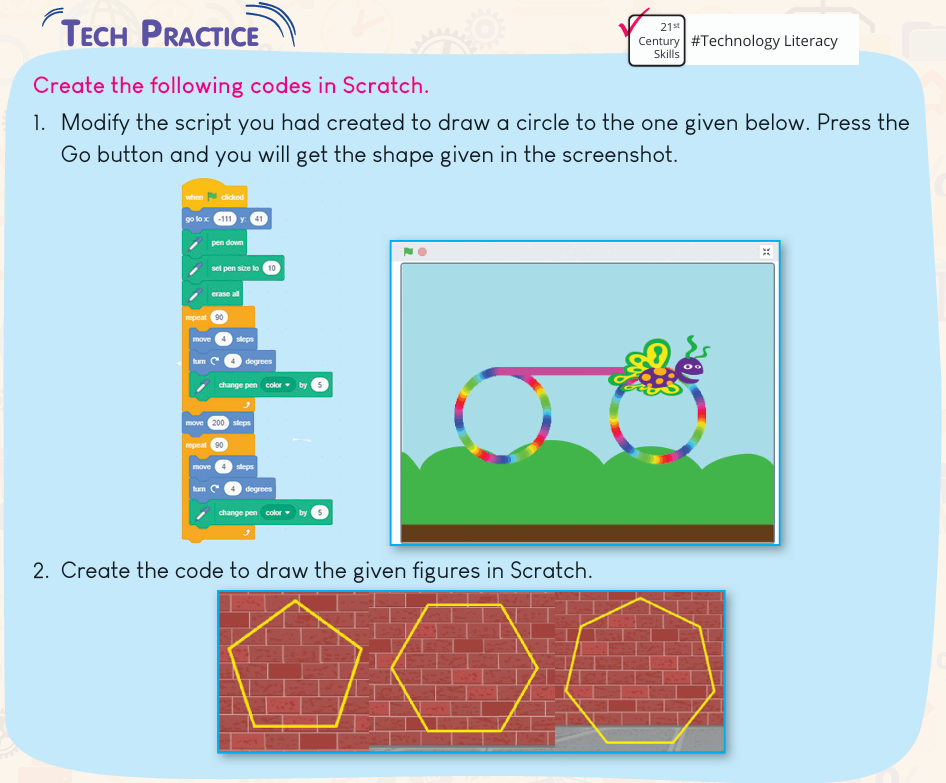 TECH PRACTICE
21st
Century
Skills
#Technology Literacy
Create the following codes in Scratch.
1. Modify the script you had created to draw a circle to the one given below. Press the
Go button and you will get the shape given in the screenshot.
when clicked
go to x: -111 y: 41
pen down
set pen size to 10
erase all
repeat 90
move 4 steps
turn 4 degrees
change pen color by 5
move 200 steps
repeat 90
move 4 steps
turn 4 degrees
change pen color by 5
2. Create the code to draw the given figures in Scratch.